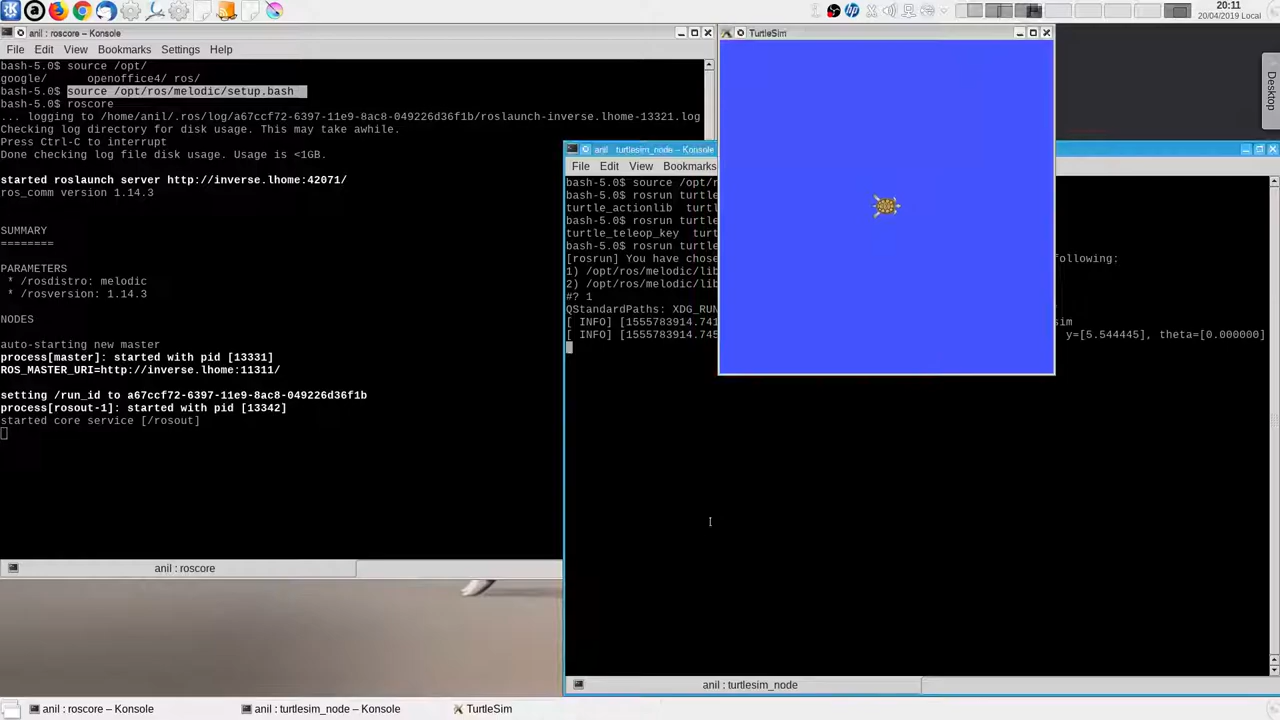 20:11
20/04/2019 Local
anil : roscore – Konsole
File Edit View Bookmarks Settings Help
bash-5.0$ source /opt/
google/ openoffice4/ ros/
bash-5.0$ source /opt/ros/melodic/setup.bash
bash-5.0$ roscore
... logging to /home/anil/.ros/log/a67ccf72-6397-11e9-8ac8-049226d36f1b/roslaunch-inverse.lhome-13321.log
Checking log directory for disk usage. This may take awhile.
Press Ctrl-C to interrupt
Done checking log file disk usage. Usage is <1GB.
started roslaunch server http://inverse.lhome:42071/
ros_comm version 1.14.3
SUMMARY
========
PARAMETERS
* /rosdistro: melodic
* /rosversion: 1.14.3
NODES
auto-starting new master
process[master]: started with pid [13331]
ROS_MASTER_URI=http://inverse.lhome:11311/
setting /run_id to a67ccf72-6397-11e9-8ac8-049226d36f1b
process[rosout-1]: started with pid [13342]
started core service [/rosout]
anil : roscore
TurtleSim
Desktop
anil turtlesim_node – Konsole
File Edit View Bookmarks
bash-5.0$ source /opt/r
bash-5.0$ rosrun turtle
turtle_actionlib turtl
bash-5.0$ rosrun turtle
turtle_teleop_key turt
bash-5.0$ rosrun turtle
[rosrun] You have chose ollowing:
1) /opt/ros/melodic/lib
2) /opt/ros/melodic/lib
#? 1
QStandardPaths: XDG_RUN
[ INFO] [1555783914.741 sim
[ INFO] [1555783914.745 y=[5.544445], theta=[0.000000]
anil : turtlesim_node
anil : roscore – Konsole
anil : turtlesim_node – Konsole
TurtleSim